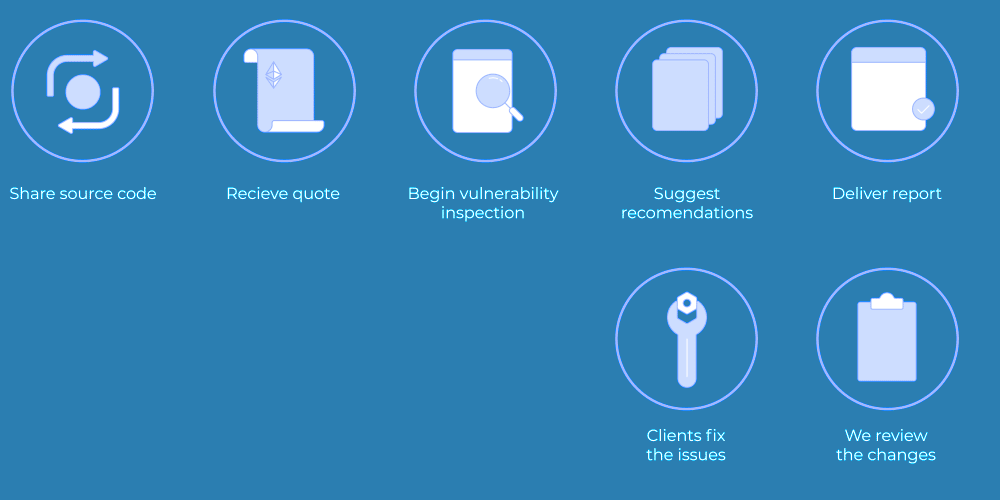 Share source code
Recieve quote
Begin vulnerability
inspection
Suggest
recomendations
Deliver report
Clients fix
the issues
We review
the changes